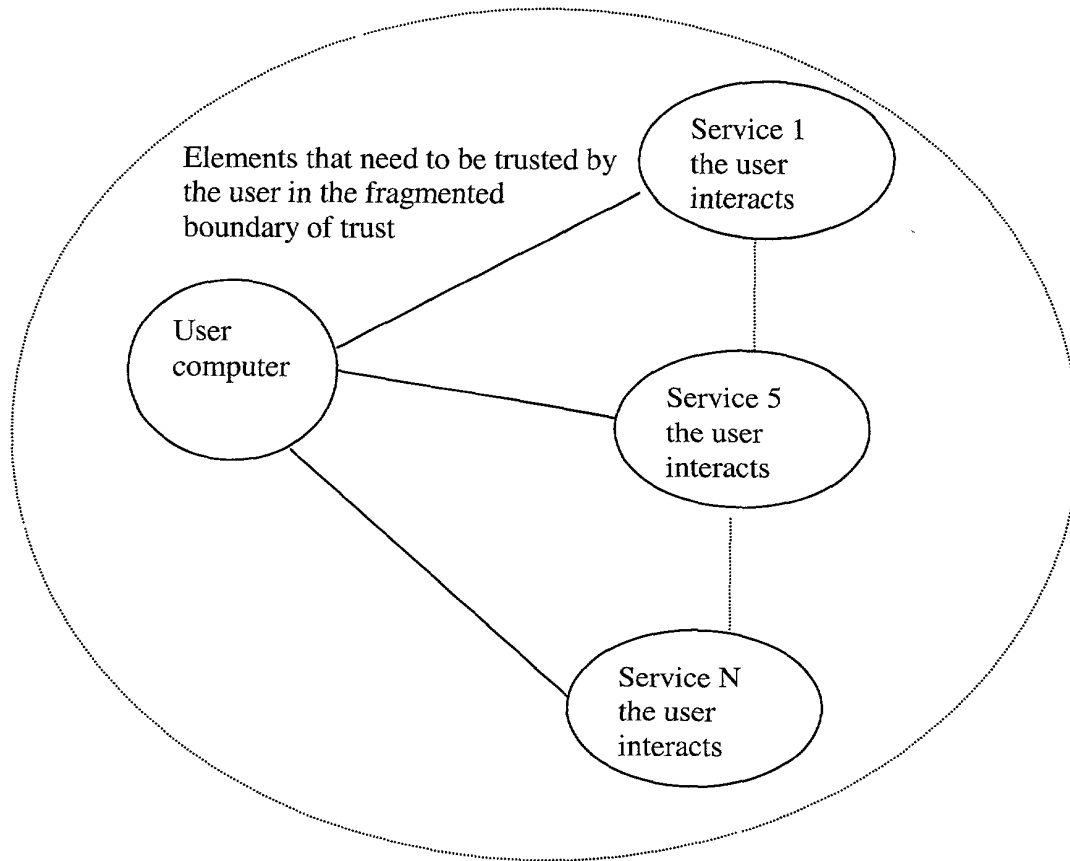 Service 1
the user
interacts
Elements that need to be trusted by
the user in the fragmented
boundary of trust
User
computer
Service 5
the user
interacts
Service N
the user
interacts